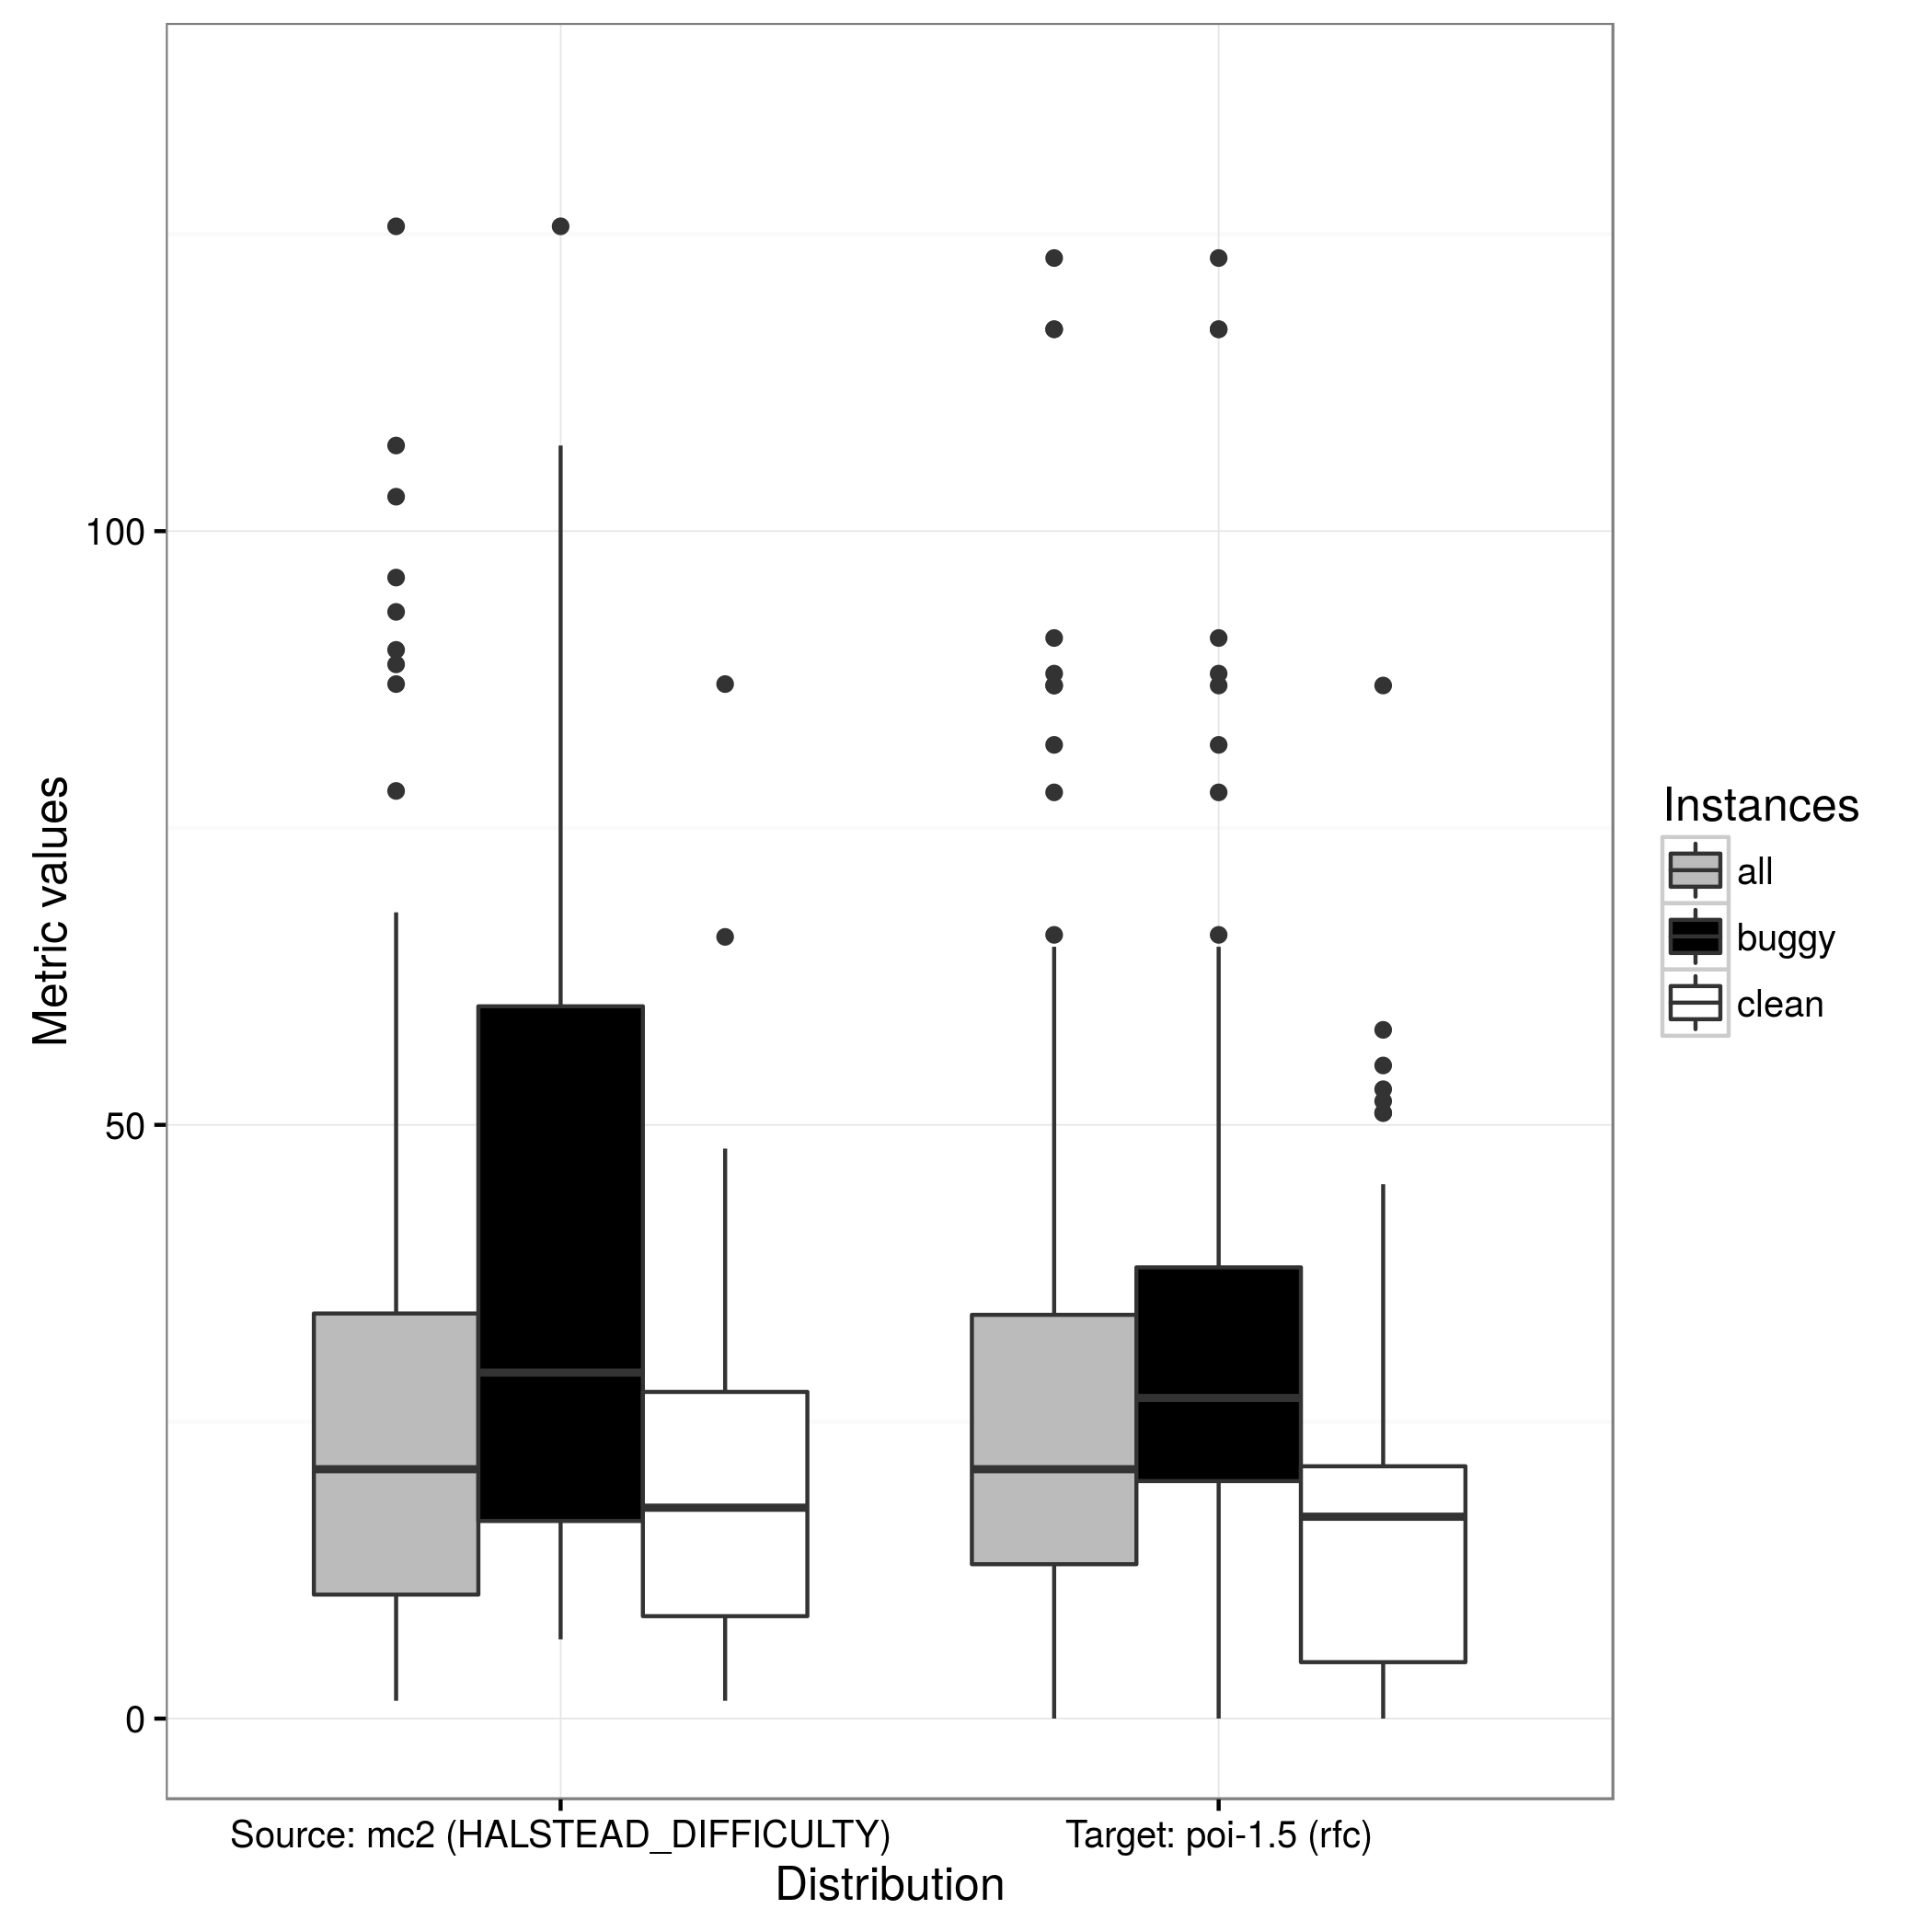 Metric values
100
50
0
Source: mc2 (HALSTEAD_DIFFICULTY)
Target: poi-1.5 (rfc)
Distribution
Instances
all
buggy
clean